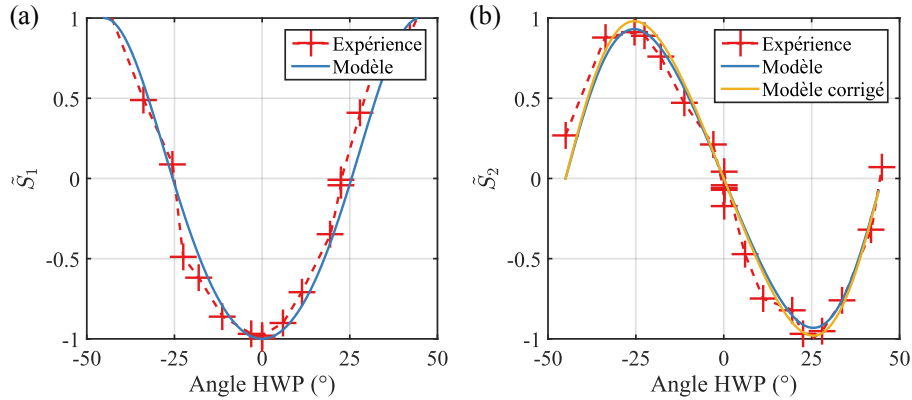 (a)
1
0.5
0
-0.5
-1
S̃₁
-50
-25
0
25
50
Angle HWP (°)
Expérience
Modèle
(b)
1
0.5
0
-0.5
-1
S̃₂
-50
-25
0
25
50
Angle HWP (°)
Expérience
Modèle
Modèle corrigé